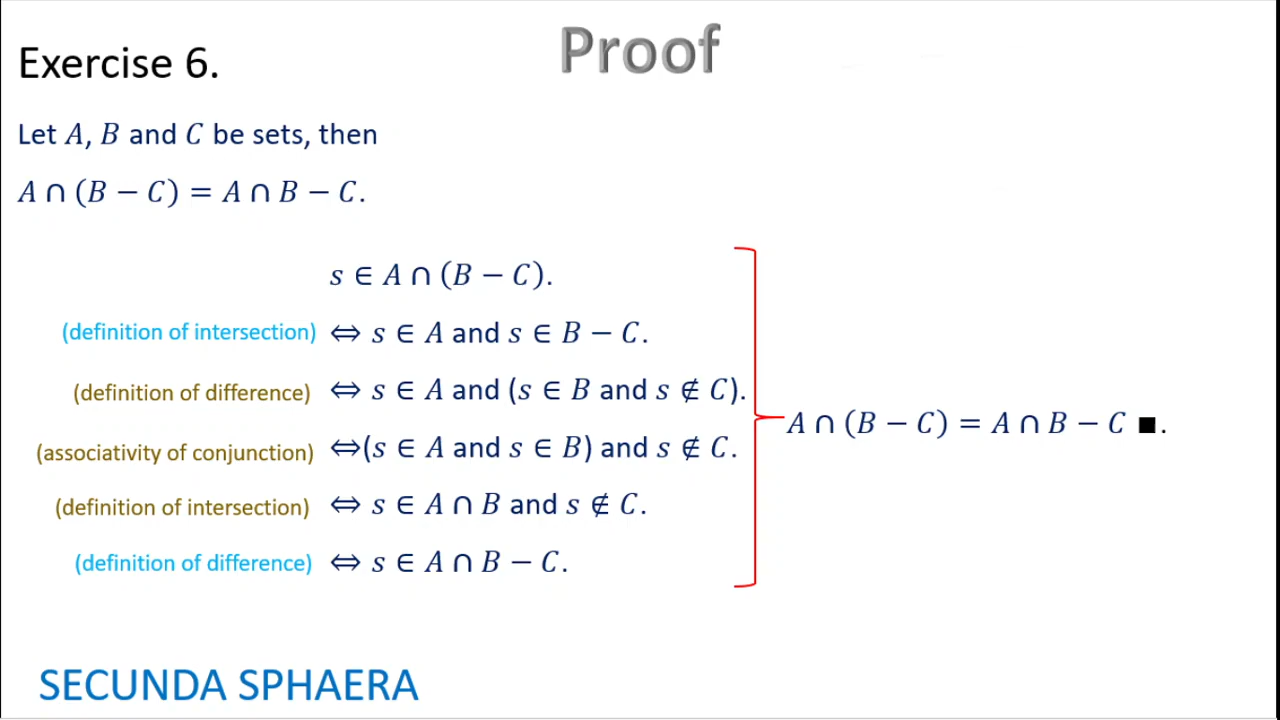 Proof
Exercise 6.
Let A, B and C be sets, then
A ∩ (B − C) = A ∩ B − C.
s ∈ A ∩ (B − C).
(definition of intersection) ⇔ s ∈ A and s ∈ B − C.
(definition of difference) ⇔ s ∈ A and (s ∈ B and s ∉ C).
(associativity of conjunction) ⇔(s ∈ A and s ∈ B) and s ∉ C.
(definition of intersection) ⇔ s ∈ A ∩ B and s ∉ C.
(definition of difference) ⇔ s ∈ A ∩ B − C.
A ∩ (B − C) = A ∩ B − C ■.
SECUNDA SPHAERA